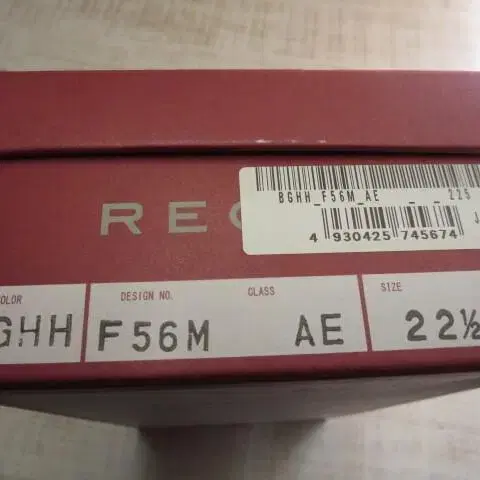 BGHH_F56M_AE _ _ 225
REG
4 930425 745674 J
OLOR DESIGN NO. CLASS SIZE
GHH F56M AE 22½